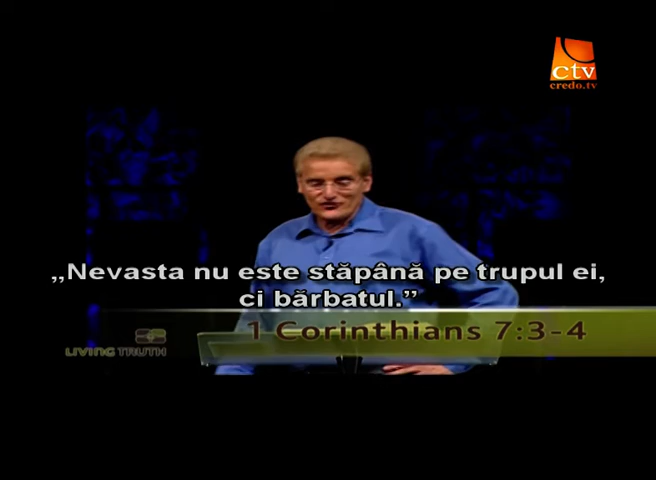 ctv
credo.tv
„Nevasta nu este stăpână pe trupul ei,
ci bărbatul.”
1 Corinthians 7:3-4
LIVING TRUTH